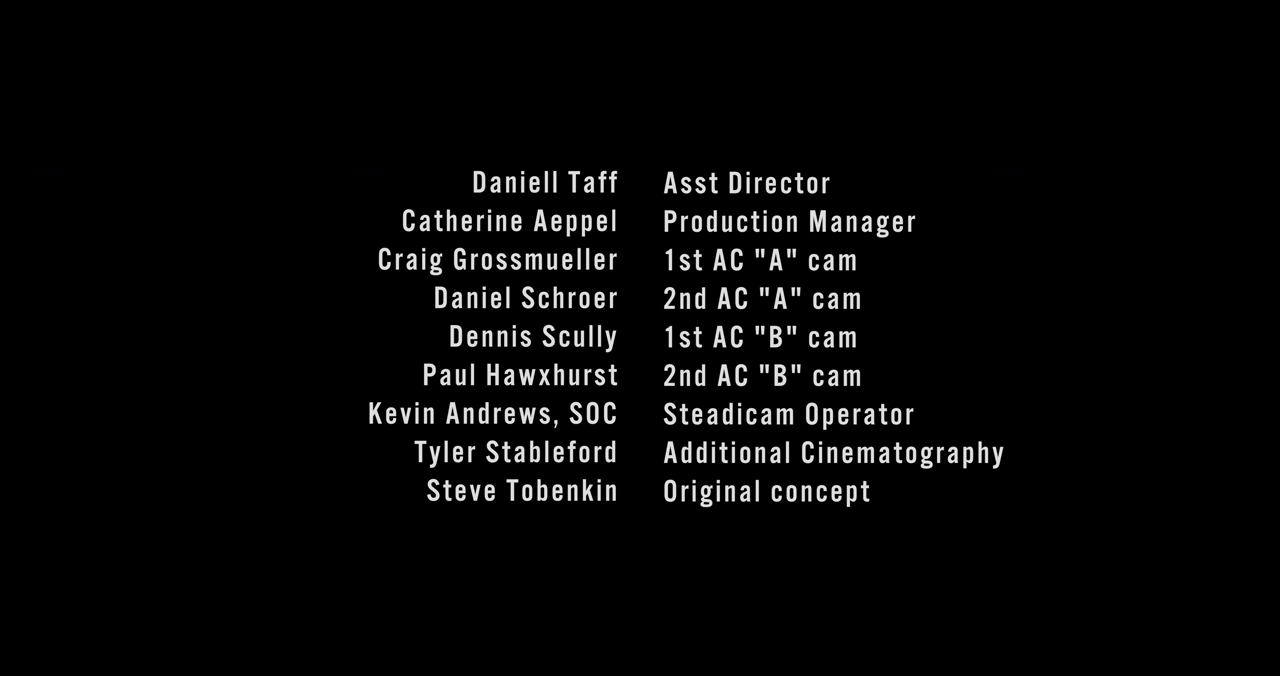 Daniell Taff Asst Director
Catherine Aeppel Production Manager
Craig Grossmueller 1st AC "A" cam
Daniel Schroer 2nd AC "A" cam
Dennis Scully 1st AC "B" cam
Paul Hawxhurst 2nd AC "B" cam
Kevin Andrews, SOC Steadicam Operator
Tyler Stableford Additional Cinematography
Steve Tobenkin Original concept